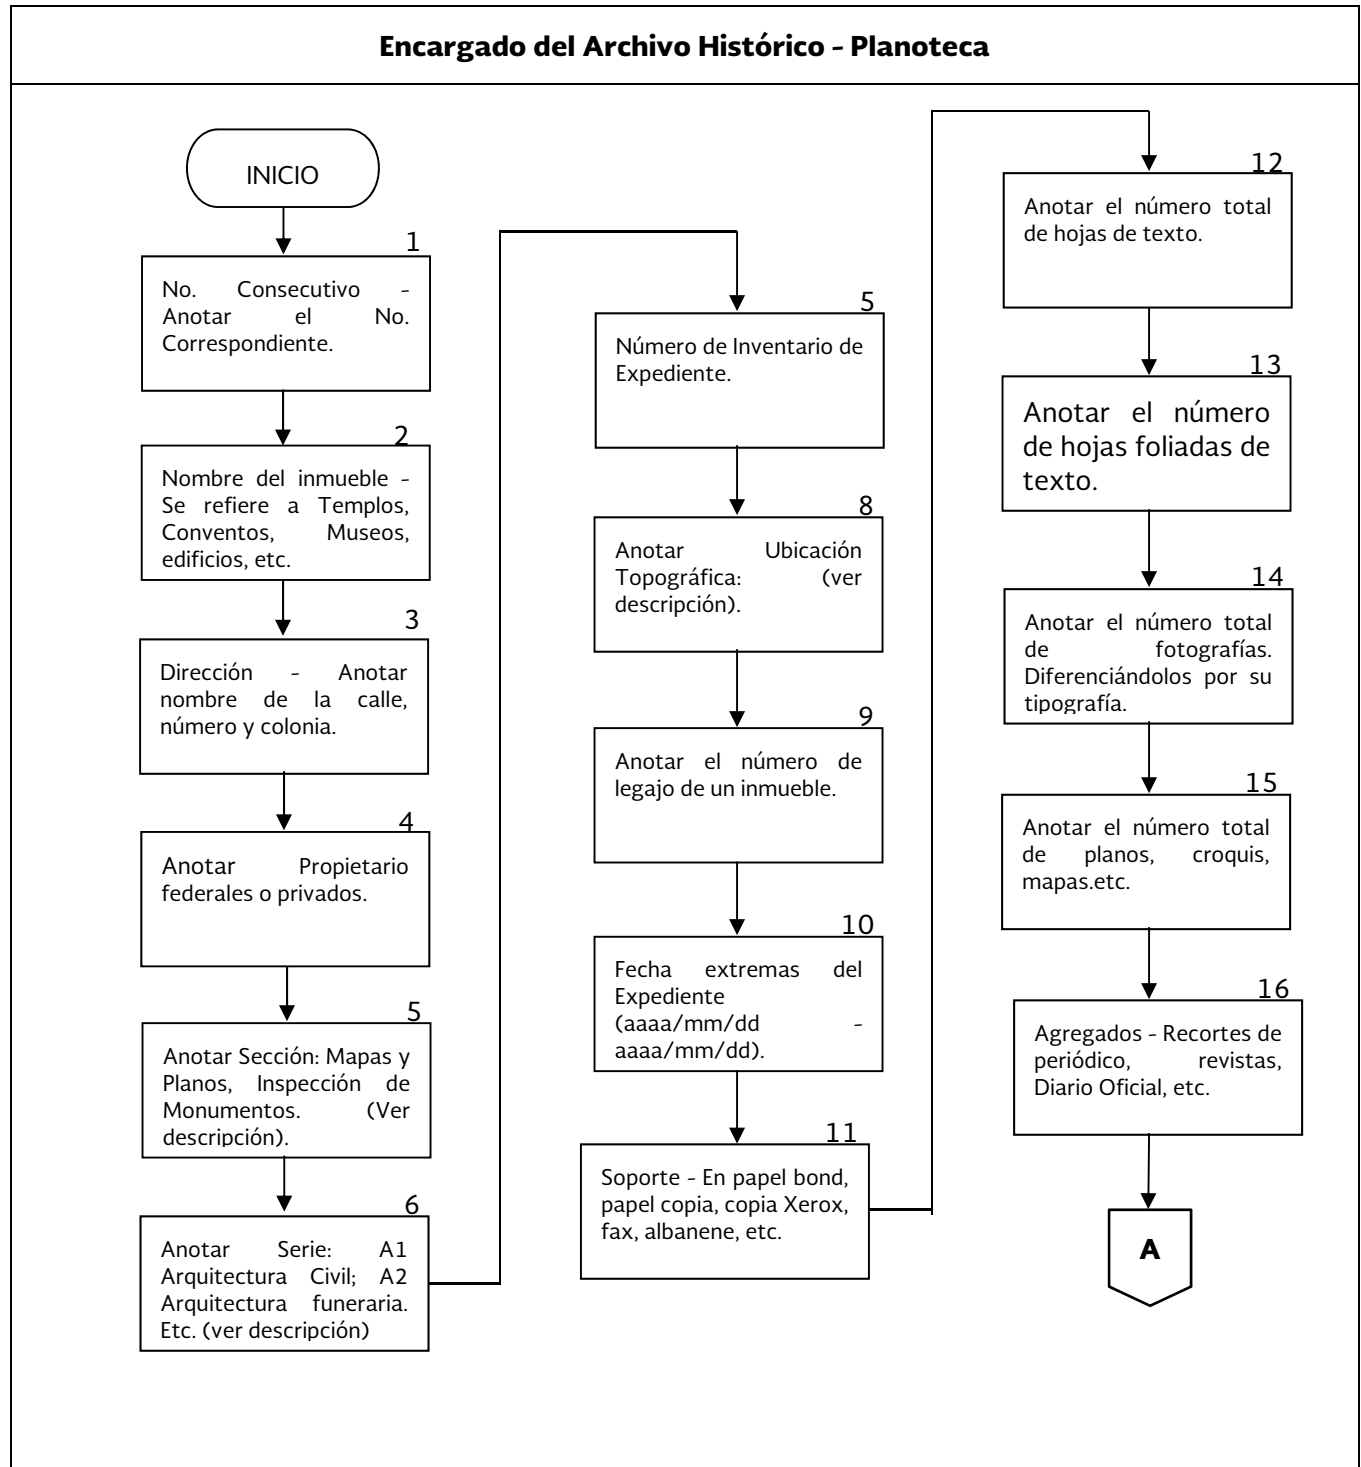 Encargado del Archivo Histórico - Planoteca
INICIO
1
No. Consecutivo -
Anotar el No.
Correspondiente.
2
Nombre del inmueble -
Se refiere a Templos,
Conventos, Museos,
edificios, etc.
3
Dirección - Anotar
nombre de la calle,
número y colonia.
4
Anotar Propietario
federales o privados.
5
Anotar Sección: Mapas y
Planos, Inspección de
Monumentos. (Ver
descripción).
6
Anotar Serie: A1
Arquitectura Civil; A2
Arquitectura funeraria.
Etc. (ver descripción)
5
Número de Inventario de
Expediente.
8
Anotar Ubicación
Topográfica: (ver
descripción).
9
Anotar el número de
legajo de un inmueble.
10
Fecha extremas del
Expediente
(aaaa/mm/dd -
aaaa/mm/dd).
11
Soporte - En papel bond,
papel copia, copia Xerox,
fax, albanene, etc.
12
Anotar el número total
de hojas de texto.
13
Anotar el número
de hojas foliadas de
texto.
14
Anotar el número total
de fotografías.
Diferenciándolos por su
tipografía.
15
Anotar el número total
de planos, croquis,
mapas.etc.
16
Agregados - Recortes de
periódico, revistas,
Diario Oficial, etc.
A